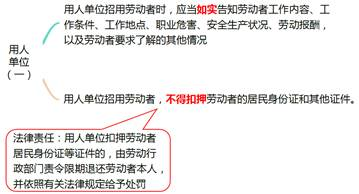 用人单位招用劳动者时，应当如实告知劳动者工作内容、工
作条件、工作地点、职业危害、安全生产状况、劳动报酬，
以及劳动者要求了解的其他情况
用人
单位
（一）
用人单位招用劳动者，不得扣押劳动者的居民身份证和其他证件。
法律责任：用人单位扣押劳动者
居民身份证等证件的，由劳动行
政部门责令限期退还劳动者本人，
并依照有关法律规定给予处罚